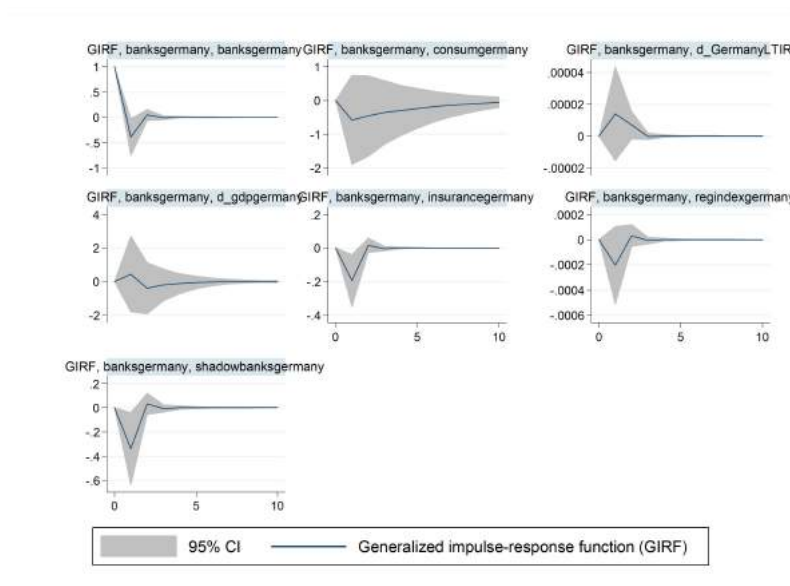 GIRF, banksgermany, banksgermany
GIRF, banksgermany, consumgermany
GIRF, banksgermany, d_GermanyLTIR
1
.5
0
-.5
-1
1
0
-1
-2
.00004
.00002
0
-.00002
GIRF, banksgermany, d_gdpgermany
GIRF, banksgermany, insurancegermany
GIRF, banksgermany, regindexgermany
4
2
0
-2
.2
0
-.2
-.4
0 5 10
.0002
0
-.0002
-.0004
-.0006
0 5 10
GIRF, banksgermany, shadowbanksgermany
.2
0
-.2
-.4
-.6
0 5 10
95% CI
Generalized impulse-response function (GIRF)